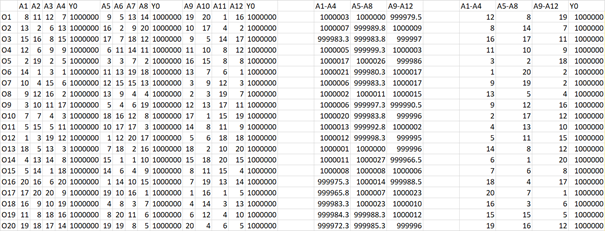 A1 A2 A3 A4 Y0 A5 A6 A7 A8 Y0 A9 A10 A11 A12 Y0 A1-A4 A5-A8 A9-A12 A1-A4 A5-A8 A9-A12 Y0
O1 8 11 12 7 1000000 9 5 13 14 1000000 19 20 1 16 1000000 1000003 1000000 999979.5 12 8 19 1000000
O2 13 2 6 13 1000000 16 7 2 19 1000000 10 17 4 2 1000000 1000007 999989.8 1000009 8 14 7 1000000
O3 15 16 8 15 1000000 17 7 18 12 1000000 9 5 14 17 1000000 999983.3 999983.8 999997 16 17 11 1000000
O4 12 9 6 9 1000000 6 11 14 11 1000000 11 10 8 14 1000000 1000005 999999.3 1000003 11 10 9 1000000
O5 2 19 2 5 1000000 3 3 7 2 1000000 16 15 8 8 1000000 1000017 1000026 999986 3 2 18 1000000
O6 14 1 3 1 1000000 11 13 19 18 1000000 13 7 6 1 1000000 1000021 999980.3 1000017 1 20 2 1000000
O7 10 4 15 6 1000000 12 15 15 13 1000000 3 9 12 3 1000000 1000006 999983.3 1000017 9 19 2 1000000
O8 9 12 16 2 1000000 13 9 4 4 1000000 2 3 19 7 1000000 1000002 1000011 1000015 13 5 4 1000000
O9 3 10 11 17 1000000 5 4 6 19 1000000 12 13 17 11 1000000 1000006 999997.3 999990.5 9 12 16 1000000
O10 7 7 4 3 1000000 18 16 12 8 1000000 17 1 15 19 1000000 1000020 999983.8 999996 2 17 12 1000000
O11 5 15 5 11 1000000 10 17 17 3 1000000 14 8 11 9 1000000 1000013 999992.8 1000002 4 13 10 1000000
O12 1 3 19 12 1000000 1 12 20 17 1000000 5 6 18 18 1000000 1000012 999998.3 999995 5 11 15 1000000
O13 18 5 13 3 1000000 7 18 2 16 1000000 18 2 10 20 1000000 1000001 999990.3 999996 14 8 12 1000000
O14 4 13 14 8 1000000 15 1 1 10 1000000 15 18 20 15 1000000 1000011 1000027 999966.5 6 1 20 1000000
O15 5 14 1 18 1000000 14 6 4 9 1000000 8 11 15 4 1000000 1000008 1000008 1000006 7 6 8 1000000
O16 20 16 6 20 1000000 1 14 10 15 1000000 7 19 13 14 1000000 999975.3 1000014 999988.5 18 4 17 1000000
O17 17 20 20 9 1000000 19 10 16 1 1000000 1 16 1 5 1000000 999965.8 1000007 1000023 20 7 1 1000000
O18 16 9 10 19 1000000 4 8 3 7 1000000 4 14 3 13 1000000 999983.3 1000023 1000010 16 3 6 1000000
O19 11 8 18 16 1000000 8 20 11 6 1000000 6 12 4 10 1000000 999984.3 999988.3 1000012 15 15 5 1000000
O20 19 18 17 14 1000000 19 19 8 5 1000000 20 4 6 5 1000000 999972.3 999985.3 999996 19 16 12 1000000